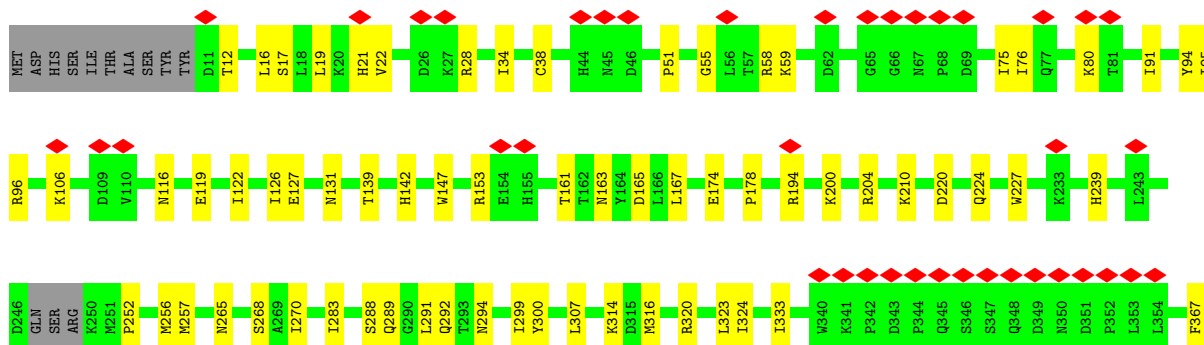 MET ASP HIS SER ILE THR ALA SER TYR TYR D11 T12 L16 S17 L18 L19 K20 H21 V22 D26 K27 R28 I34 C38 H44 N45 D46 P51 G55 L56 T57 R58 K59 D62 G65 G66 N67 P68 D69 I75 I76 Q77 K80 T81 I91 Y94
R96 K106 D109 V110 N116 E119 I122 I126 E127 N131 T139 H142 W147 R153 E154 H155 T161 T162 N163 Y164 D165 L166 L167 E174 P178 R194 K200 R204 K210 D220 Q224 W227 K233 H239 L243
D246 GLN SER ARG K250 M251 P252 M256 M257 N265 S268 A269 I270 I283 S288 Q289 G290 L291 Q292 T293 N294 I299 Y300 L307 K314 D315 M316 R320 L323 I324 I333 W340 K341 P342 D343 P344 Q345 S346 S347 Q348 D349 N350 D351 P352 L353 L354 F367